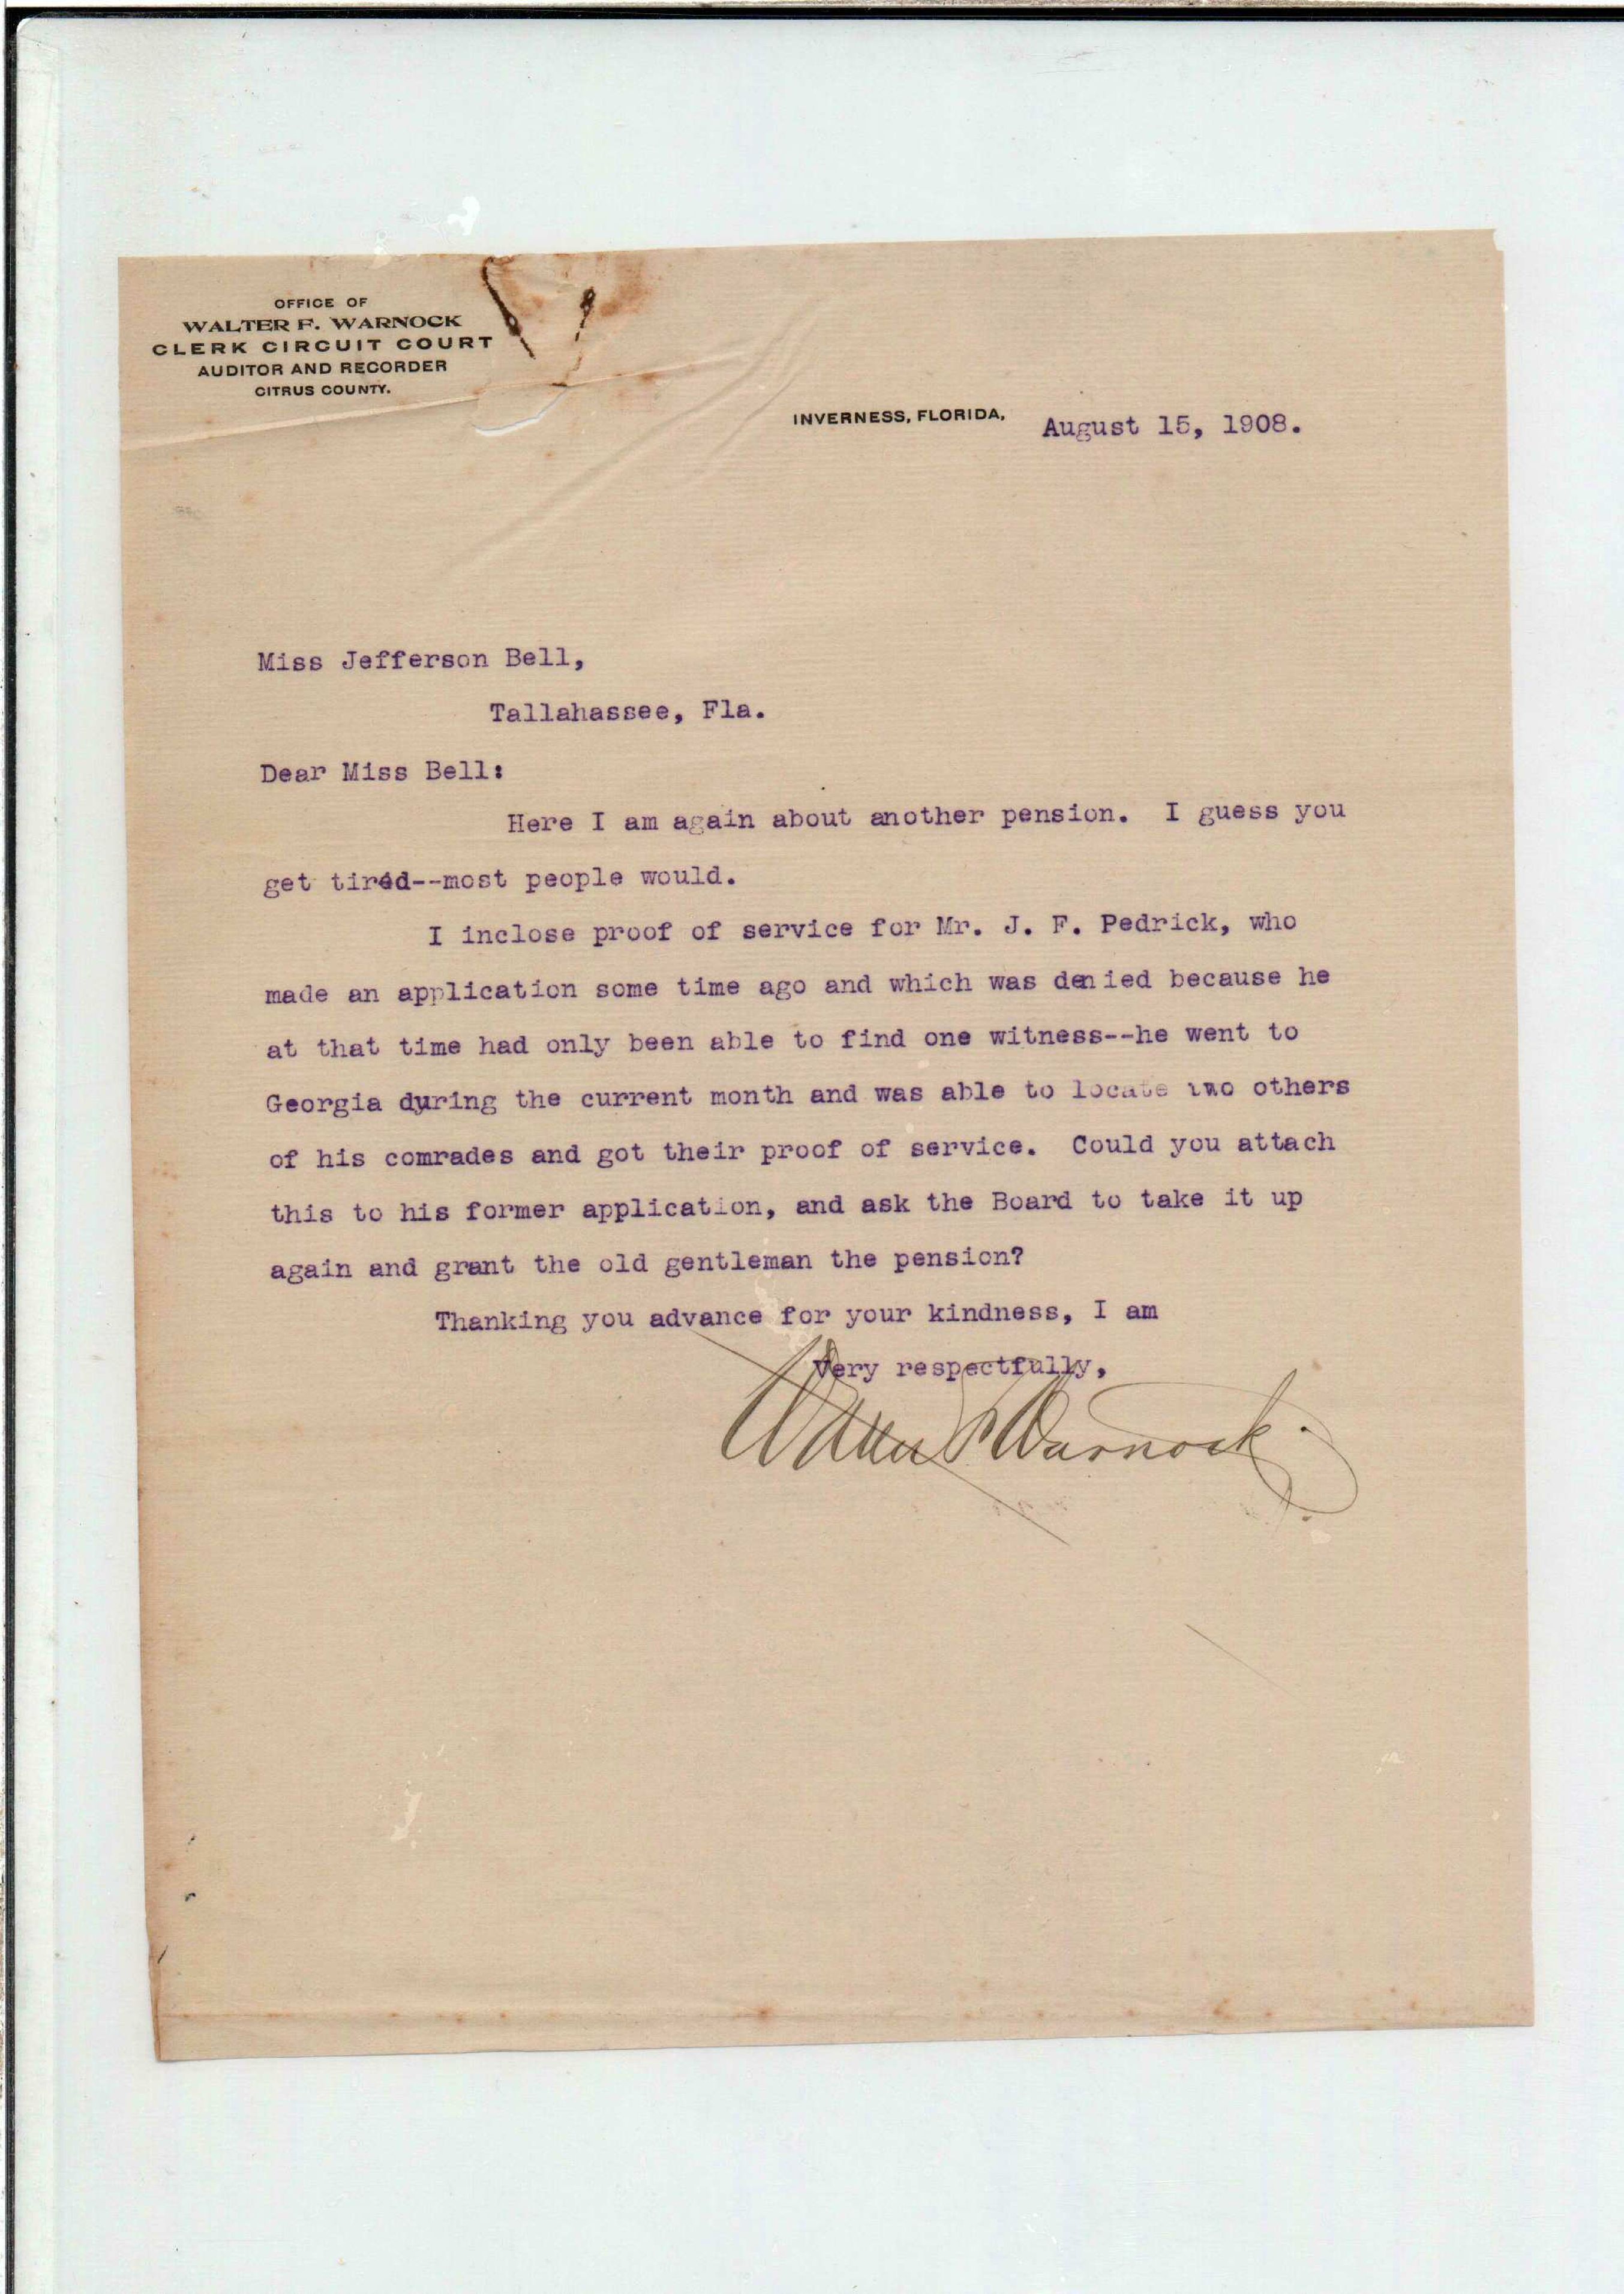 OFFICE OF
WALTER F. WARNOCK
CLERK CIRCUIT COURT
AUDITOR AND RECORDER
CITRUS COUNTY.
INVERNESS, FLORIDA, August 15, 1908.
Miss Jefferson Bell,
Tallahassee, Fla.
Dear Miss Bell:
Here I am again about another pension. I guess you
get tired--most people would.
I inclose proof of service for Mr. J. F. Pedrick, who
made an application some time ago and which was denied because he
at that time had only been able to find one witness--he went to
Georgia during the current month and was able to locate two others
of his comrades and got their proof of service. Could you attach
this to his former application, and ask the Board to take it up
again and grant the old gentleman the pension?
Thanking you advance for your kindness, I am
Very respectfully,
Walter F Warnock